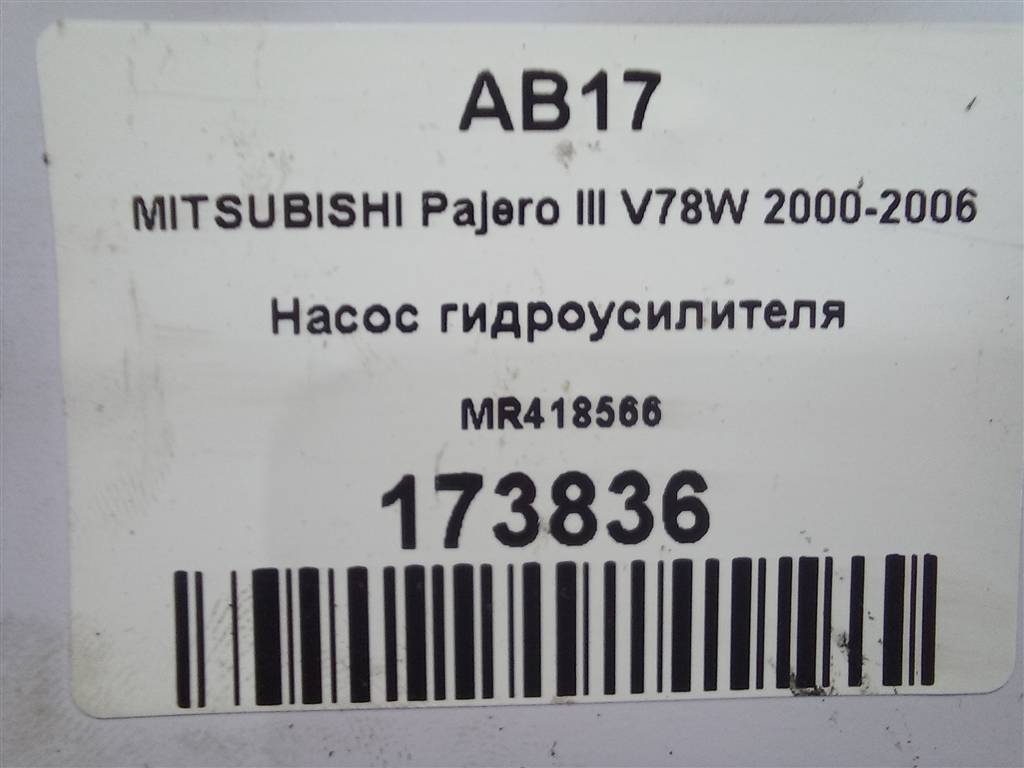 AB17
MITSUBISHI Pajero III V78W 2000-2006
Насос гидроусилителя
MR418566
173836